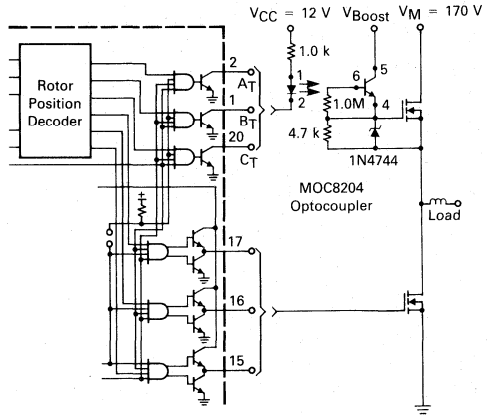 VCC = 12 V
VBoost
VM = 170 V
1.0 k
Rotor
Position
Decoder
2
AT
1
BT
20
CT
1
2
6
5
4
1.0M
4.7 k
1N4744
MOC8204
Optocoupler
Load
17
16
15